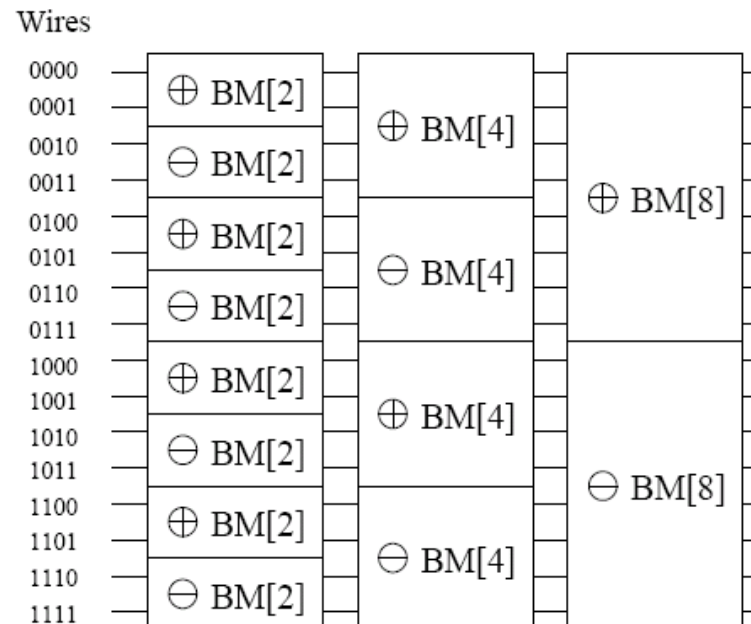 Wires
0000
0001
0010
0011
0100
0101
0110
0111
1000
1001
1010
1011
1100
1101
1110
1111
⊕ BM[2]
⊖ BM[2]
⊕ BM[2]
⊖ BM[2]
⊕ BM[2]
⊖ BM[2]
⊕ BM[2]
⊖ BM[2]
⊕ BM[4]
⊖ BM[4]
⊕ BM[4]
⊖ BM[4]
⊕ BM[8]
⊖ BM[8]